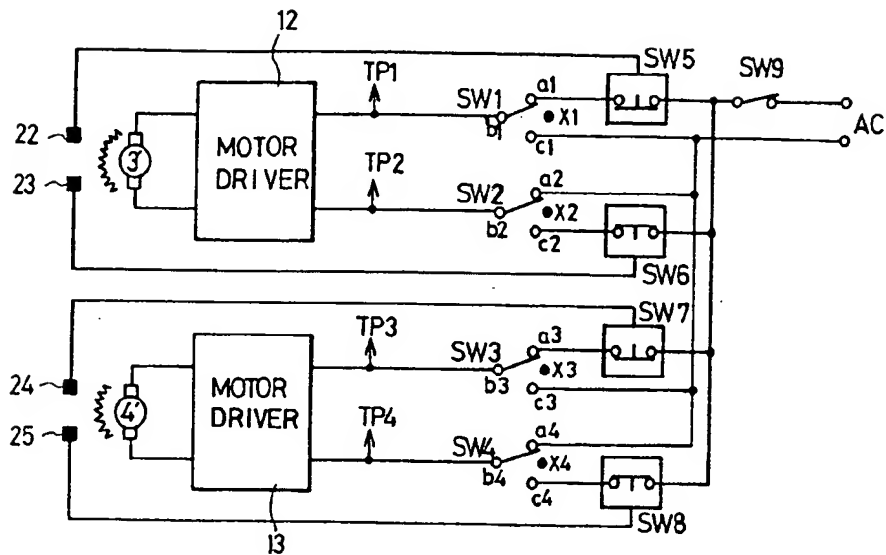 12
TP1
SW1
a1
X1
b1
c1
SW5
SW9
AC
22
3'
23
MOTOR
DRIVER
TP2
SW2
a2
X2
b2
c2
SW6
SW7
TP3
SW3
a3
X3
b3
c3
24
4'
25
MOTOR
DRIVER
TP4
SW4
a4
X4
b4
c4
SW8
13